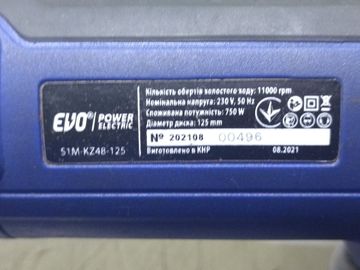 EVO® POWER ELECTRIC
S1M-KZ48-125
Кількість обертів холостого ходу: 11000 rpm
Номінальна напруга: 230 V, 50 Hz
Споживана потужність: 750 W
Діаметр диска: 125 mm
№ 202108 00496
Виготовлено в КНР 08.2021